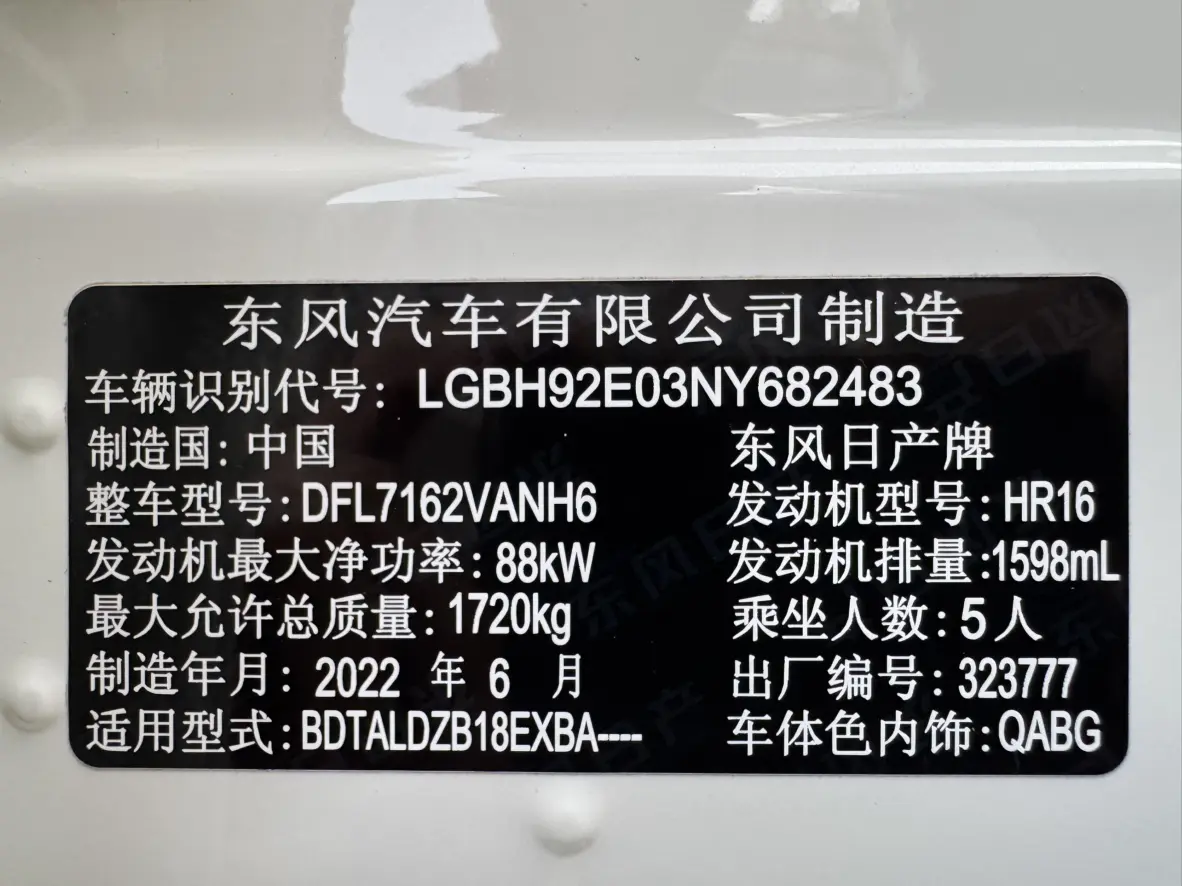 东风汽车有限公司制造
车辆识别代号：LGBH92E03NY682483
制造国：中国 东风日产牌
整车型号：DFL7162VANH6 发动机型号：HR16
发动机最大净功率：88kW 发动机排量：1598mL
最大允许总质量：1720kg 乘坐人数：5人
制造年月：2022 年 6 月 出厂编号：323777
适用型式：BDTALDZB18EXBA---- 车体色内饰：QABG